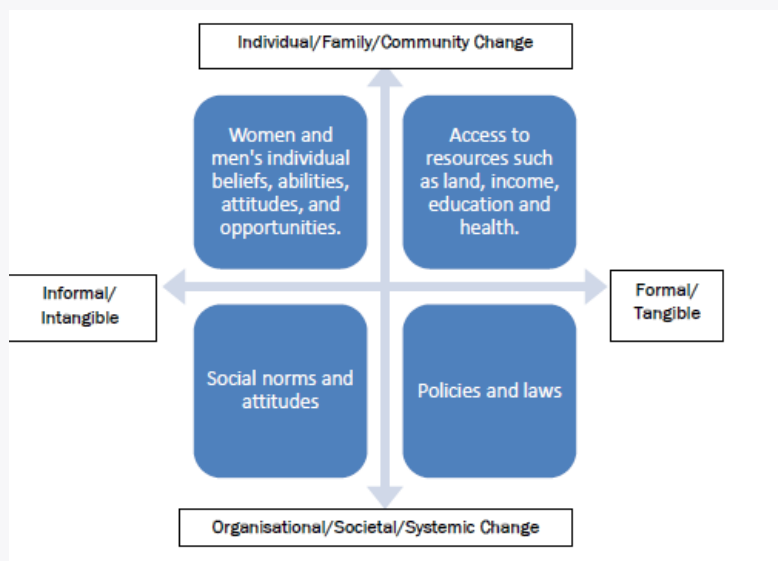 Individual/Family/Community Change
Women and
men's individual
beliefs, abilities,
attitudes, and
opportunities.
Access to
resources such
as land, income,
education and
health.
Informal/
Intangible
Formal/
Tangible
Social norms and
attitudes
Policies and laws
Organisational/Societal/Systemic Change